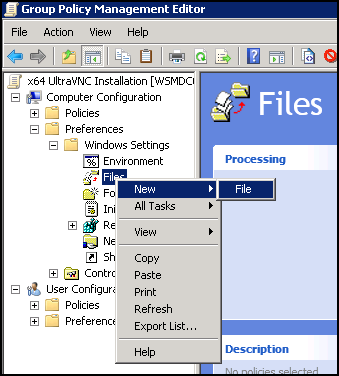 Group Policy Management Editor
File Action View Help
x64 UltraVNC Installation [WSMDC
Computer Configuration
Policies
Preferences
Windows Settings
Environment
Files
Fo
Ini
Re
Ne
Sh
Contro
User Configura
Policies
Preference
New
All Tasks
View
Copy
Paste
Print
Refresh
Export List...
Help
File
Files
Processing
Description
No policies selected